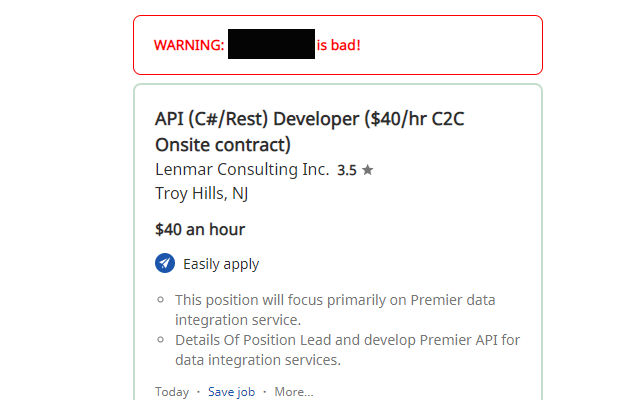 WARNING: is bad!
API (C#/Rest) Developer ($40/hr C2C
Onsite contract)
Lenmar Consulting Inc. 3.5 ★
Troy Hills, NJ
$40 an hour
Easily apply
This position will focus primarily on Premier data
integration service.
Details Of Position Lead and develop Premier API for
data integration services.
Today · Save job · More...